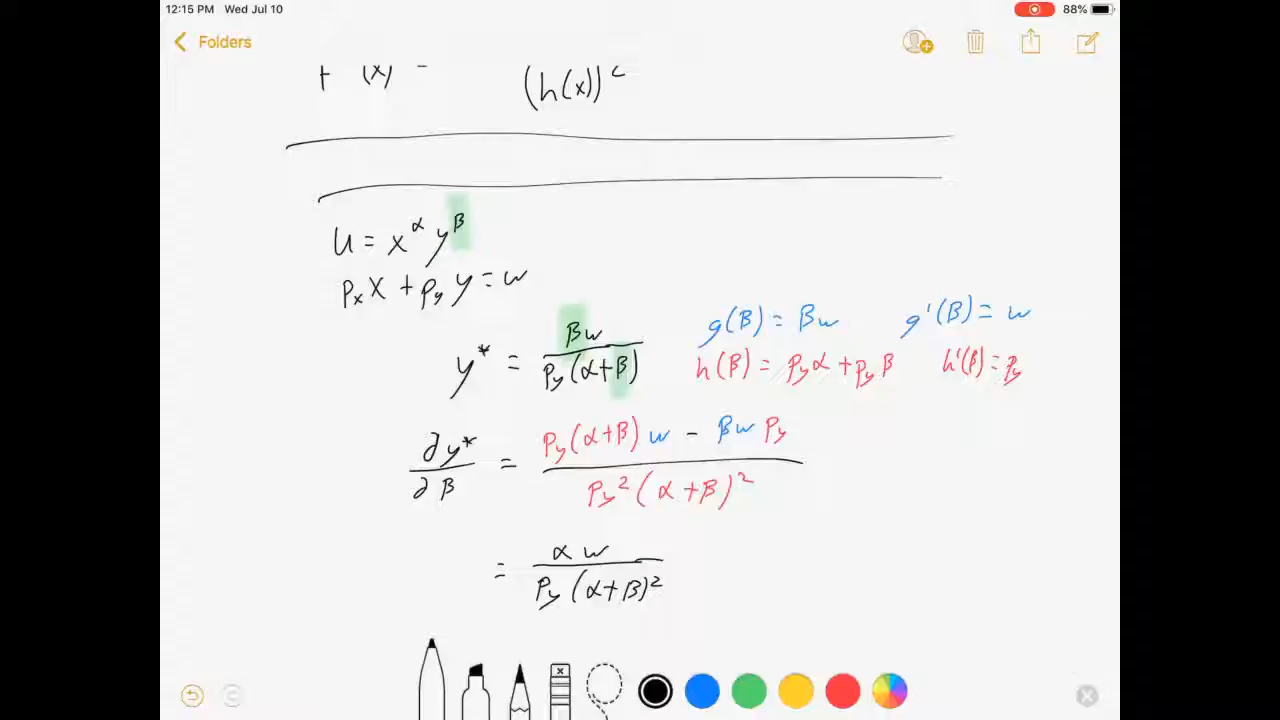 12:15 PM Wed Jul 10
88%
Folders
(x) =
(h(x))²
u = x^α y^β
p_x x + p_y y = w
y* = βw / p_y(α+β)
g(β) = βw
g'(β) = w
h(β) = p_y α + p_y β
h'(β) = p_y
∂y*/∂β = (p_y(α+β) w - βw p_y) / p_y²(α+β)²
= αw / p_y(α+β)²